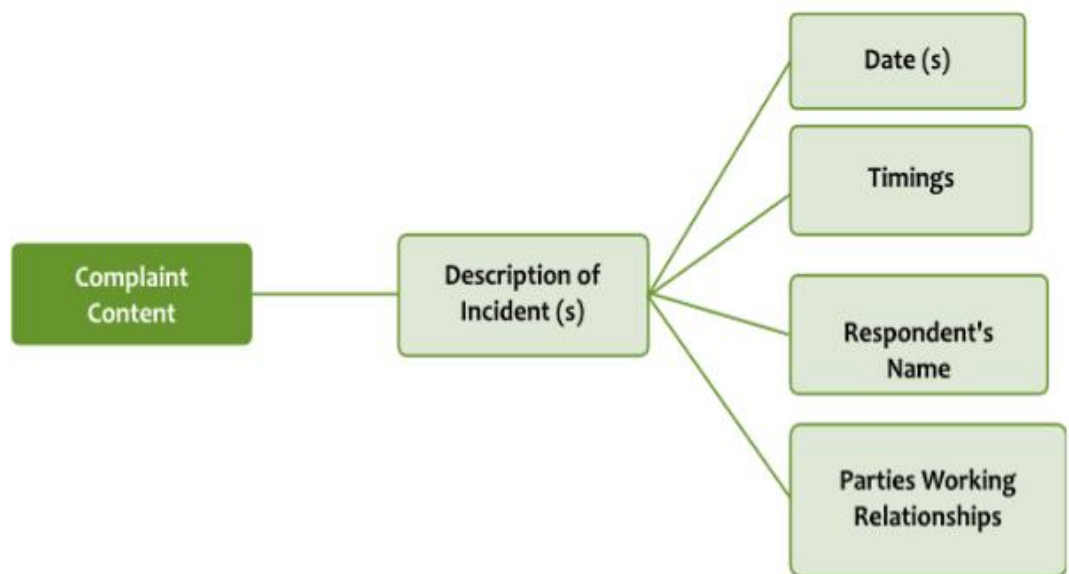 Complaint
Content
Description of
Incident (s)
Date (s)
Timings
Respondent's
Name
Parties Working
Relationships